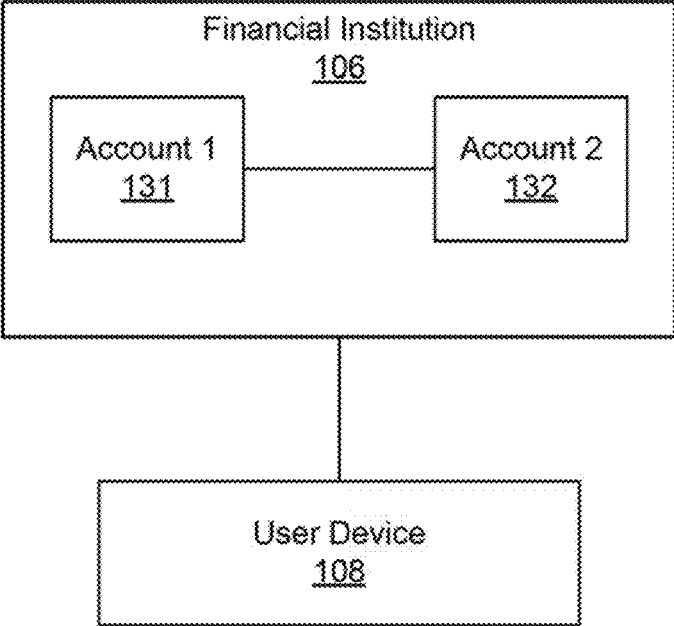 Financial Institution
106
Account 1
131
Account 2
132
User Device
108